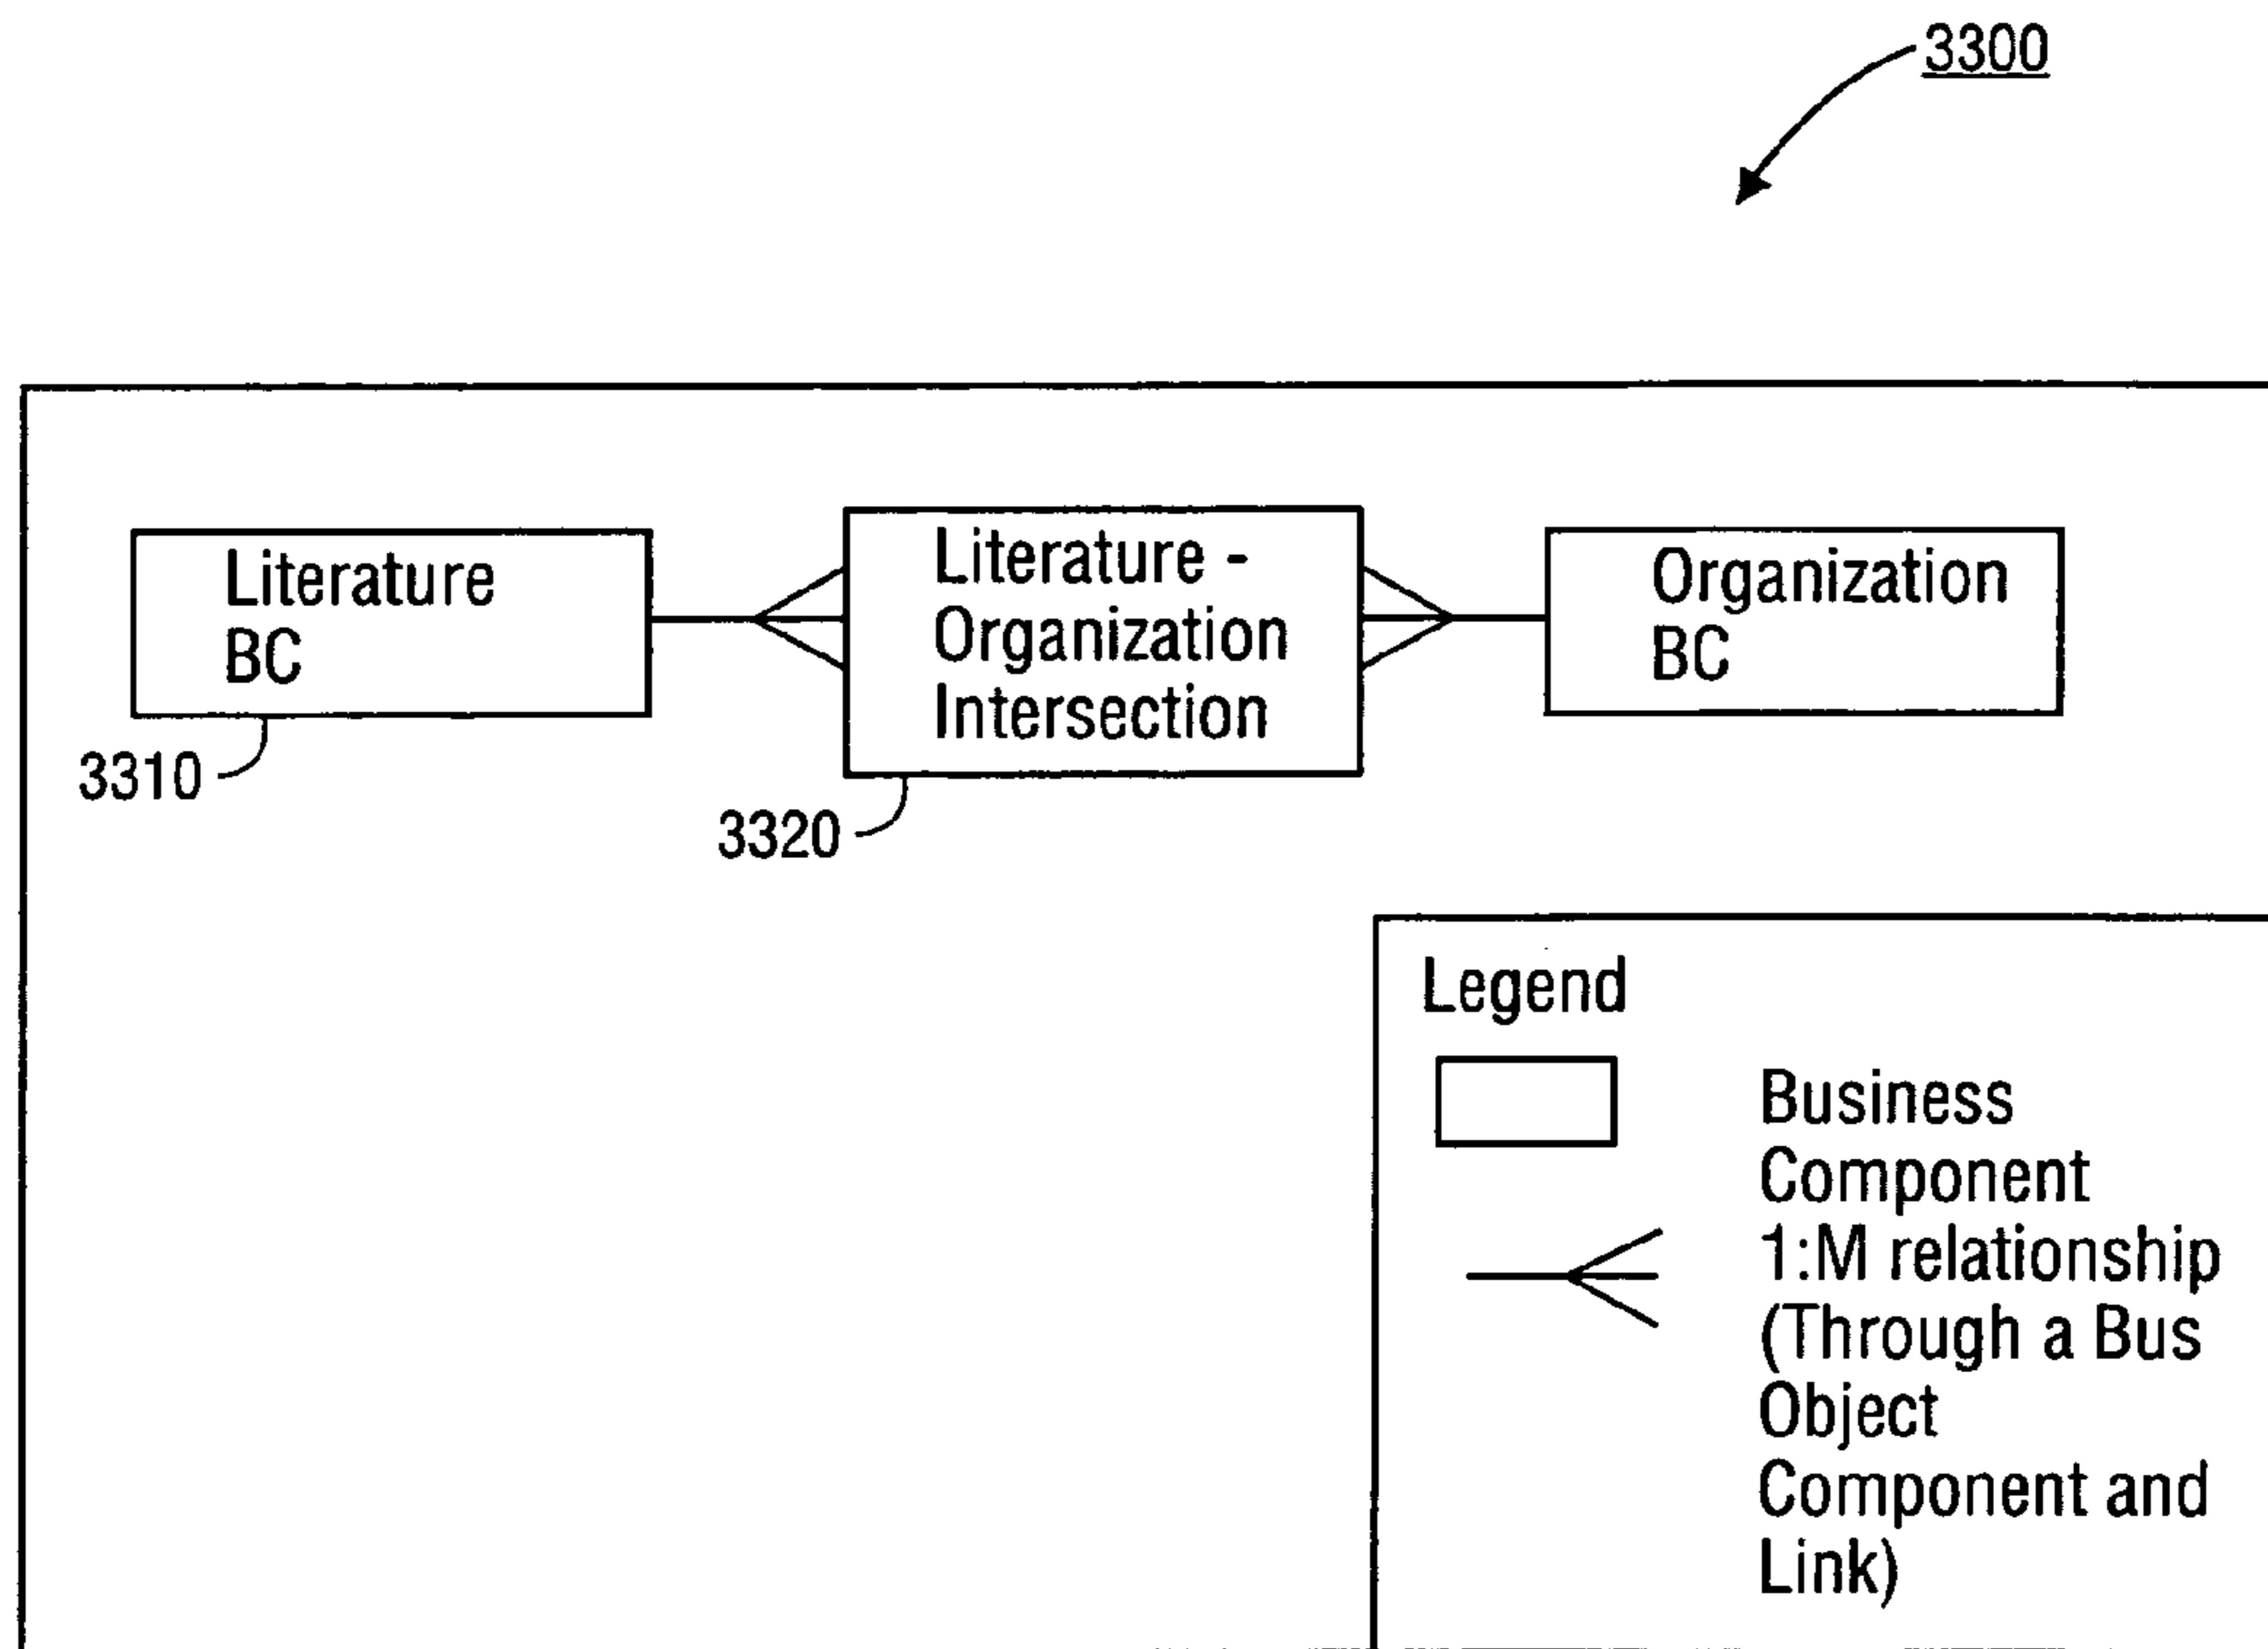 3300
Literature
BC
3310
Literature -
Organization
Intersection
3320
Organization
BC
Legend
Business
Component
1:M relationship
(Through a Bus
Object
Component and
Link)